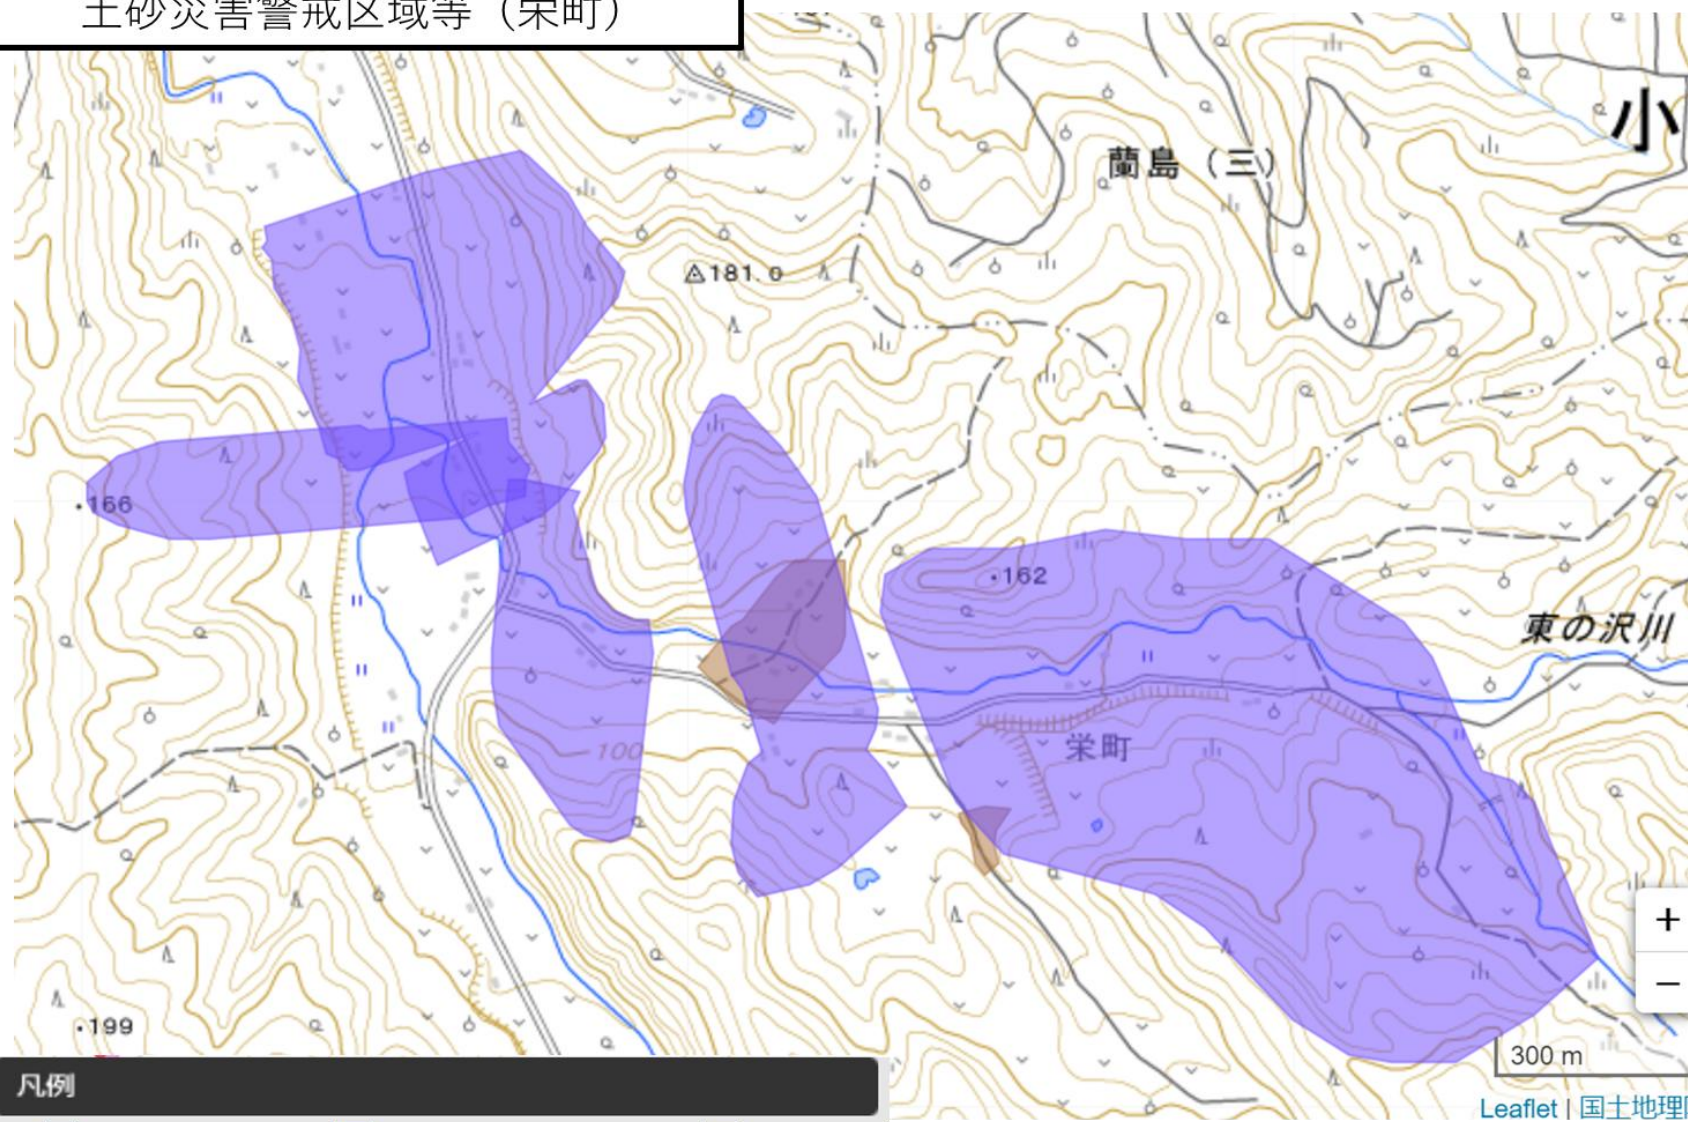 土砂災害警戒区域等（栄町）
小
蘭島（三）
181.0
166
162
東の沢川
栄町
100
199
+
−
300 m
凡例
Leaflet | 国土地理